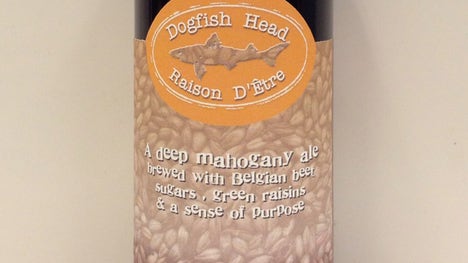 Dogfish Head
Raison D'Être
A deep mahogany ale
brewed with Belgian beet
sugars, green raisins
& a sense of purpose